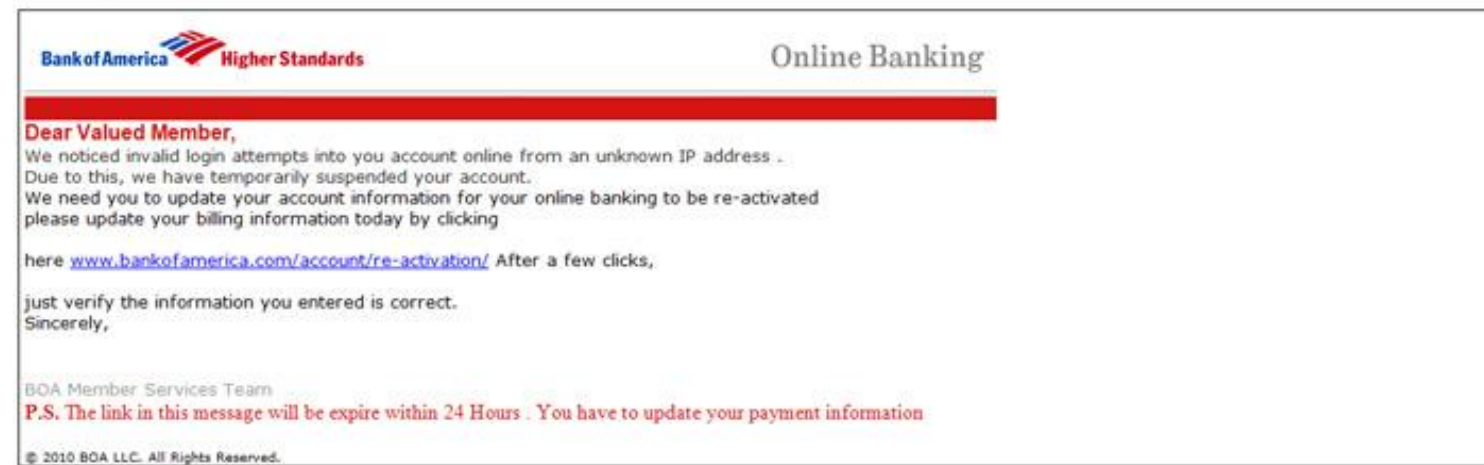 Bank of America Higher Standards
Online Banking
Dear Valued Member,
We noticed invalid login attempts into you account online from an unknown IP address .
Due to this, we have temporarily suspended your account.
We need you to update your account information for your online banking to be re-activated
please update your billing information today by clicking
here www.bankofamerica.com/account/re-activation/ After a few clicks,
just verify the information you entered is correct.
Sincerely,
BOA Member Services Team
P.S. The link in this message will be expire within 24 Hours . You have to update your payment information
© 2010 BOA LLC. All Rights Reserved.